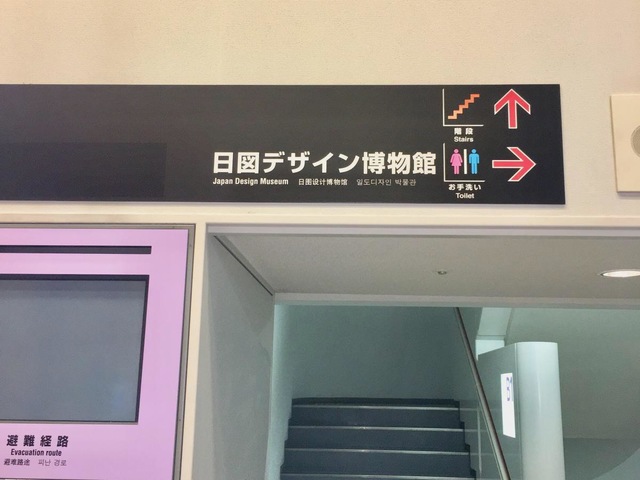 階段
Stairs
日図デザイン博物館
Japan Design Museum 日图设计博物馆 일도디자인 박물관
お手洗い
Toilet
避難経路
Evacuation route
避难路途 피난 경로